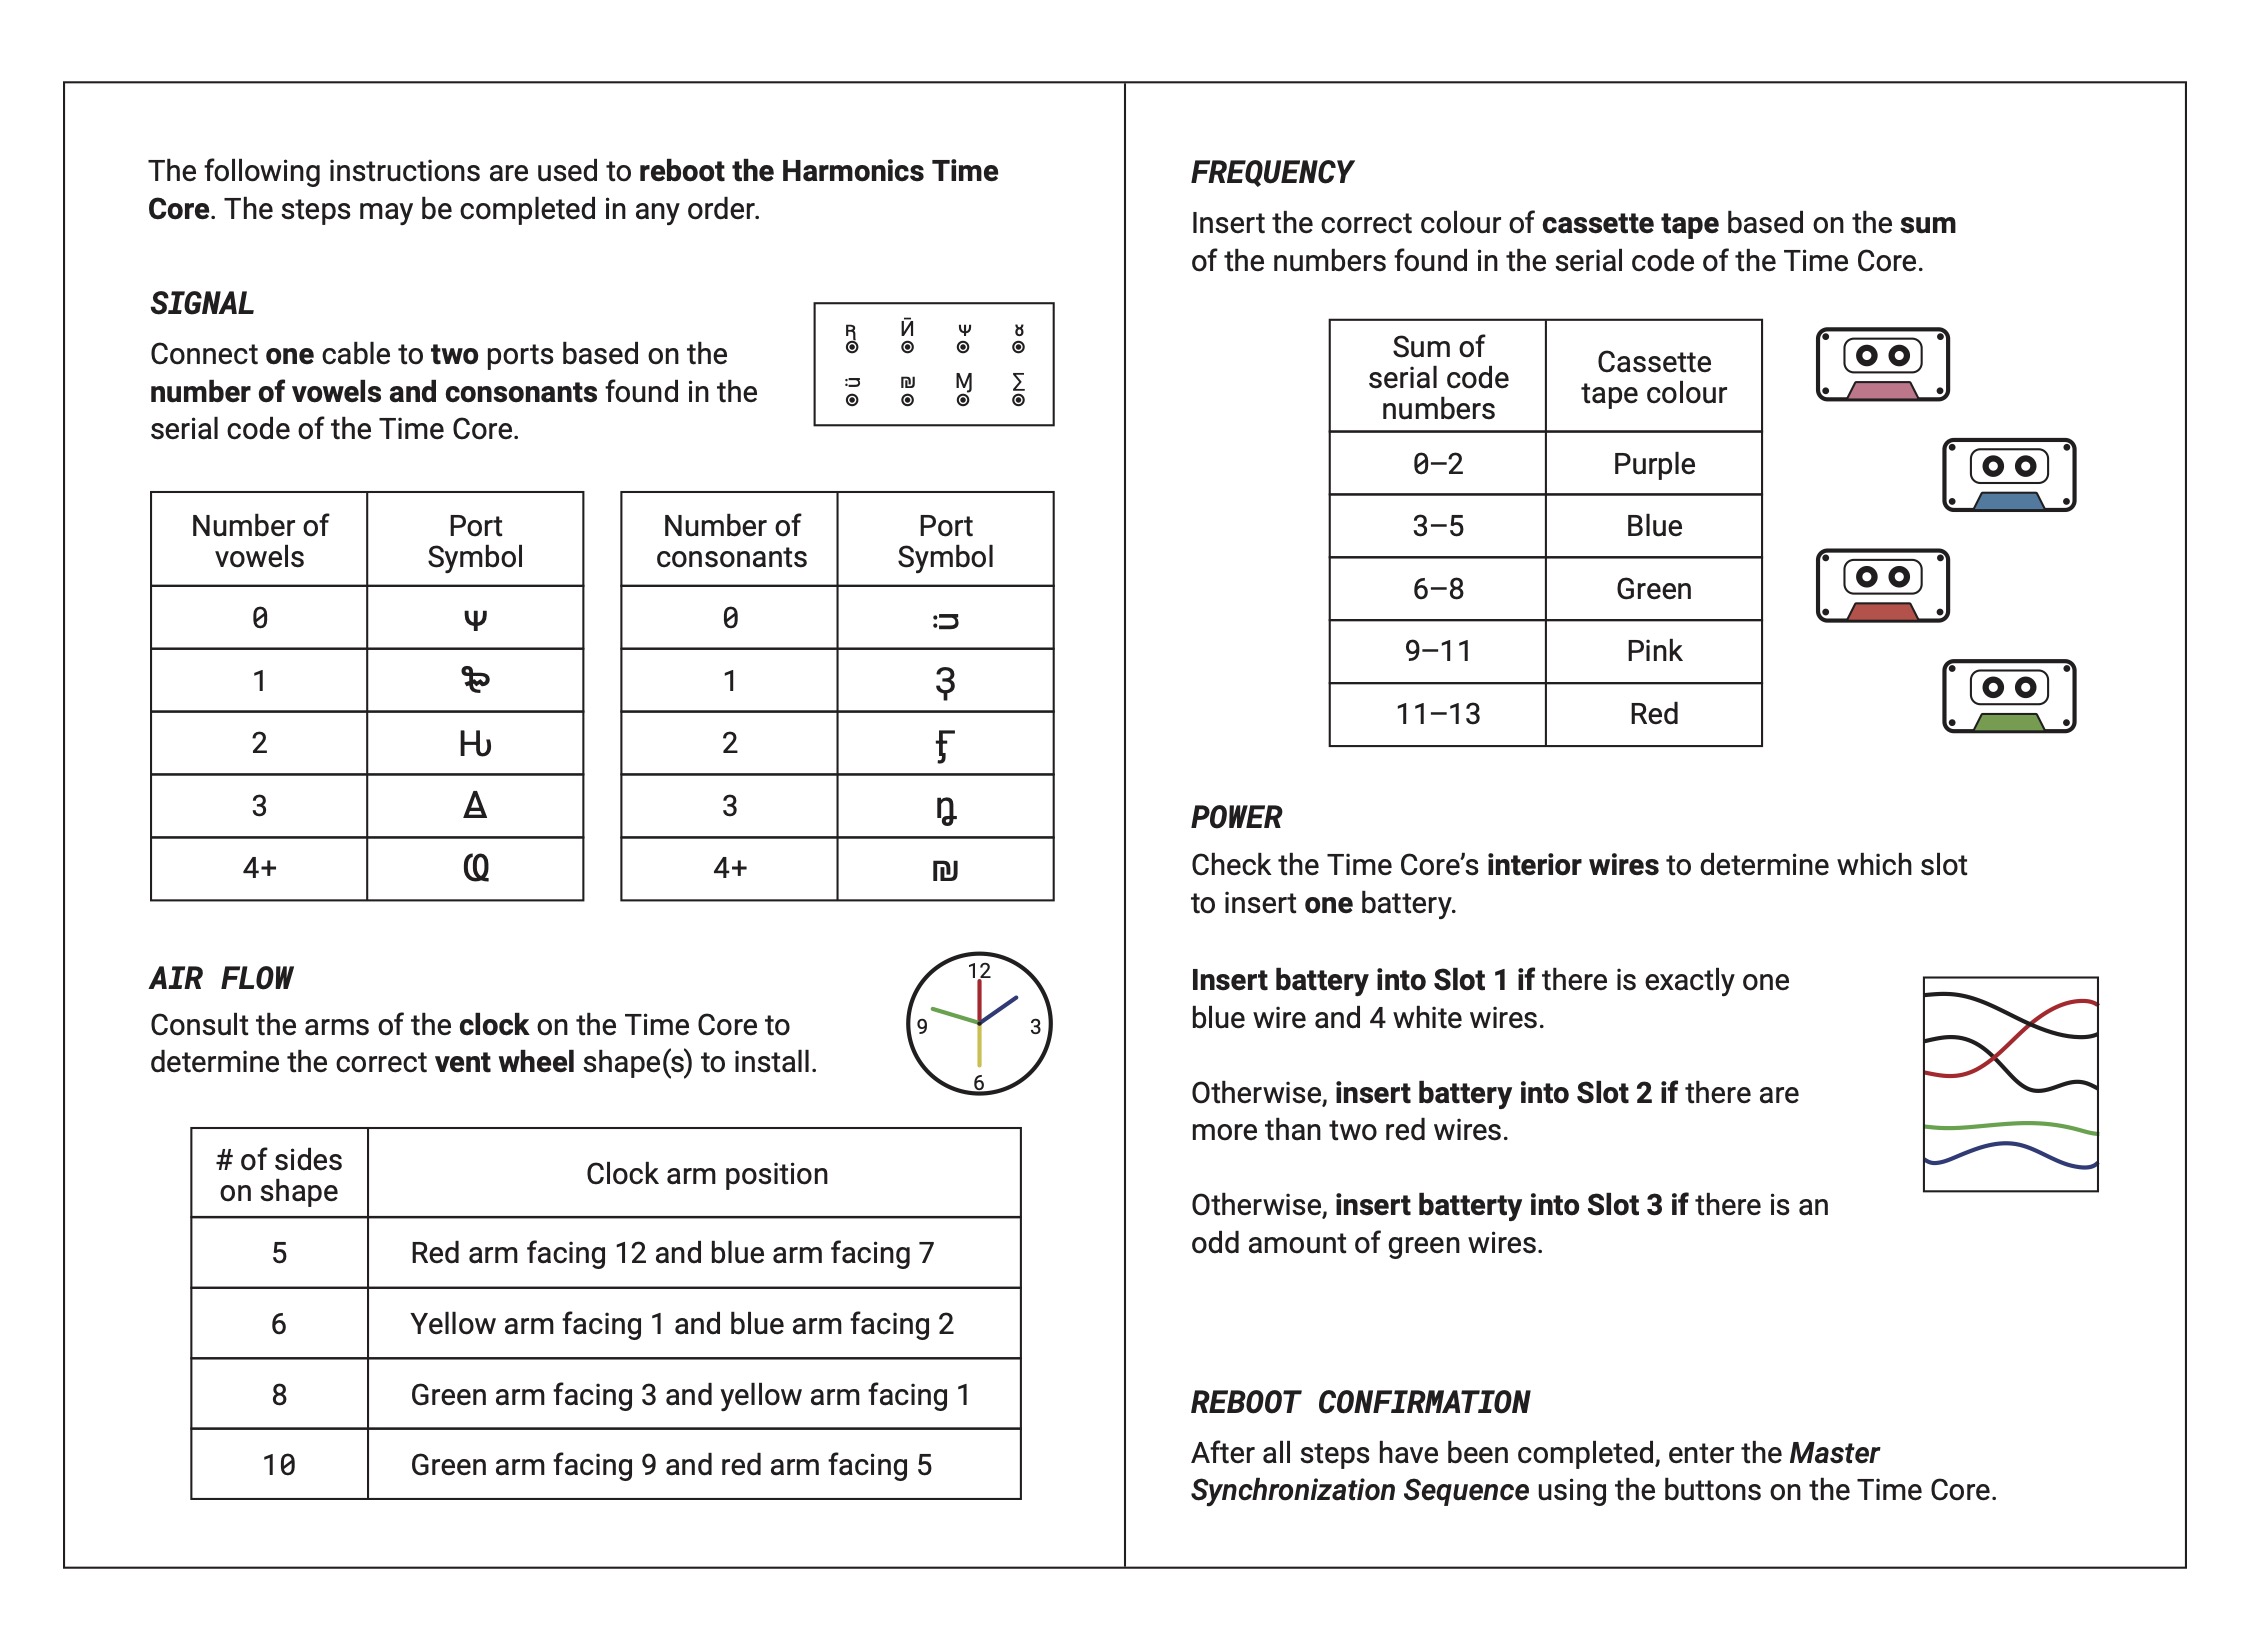 The following instructions are used to reboot the Harmonics Time
Core. The steps may be completed in any order.
SIGNAL
Connect one cable to two ports based on the
number of vowels and consonants found in the
serial code of the Time Core.
Number of vowels Port Symbol
0 ψ
1
2
3
4+
Number of consonants Port Symbol
0
1
2
3
4+ ₪
AIR FLOW
Consult the arms of the clock on the Time Core to
determine the correct vent wheel shape(s) to install.
12
9 3
6
# of sides on shape Clock arm position
5 Red arm facing 12 and blue arm facing 7
6 Yellow arm facing 1 and blue arm facing 2
8 Green arm facing 3 and yellow arm facing 1
10 Green arm facing 9 and red arm facing 5
FREQUENCY
Insert the correct colour of cassette tape based on the sum
of the numbers found in the serial code of the Time Core.
Sum of serial code numbers Cassette tape colour
0–2 Purple
3–5 Blue
6–8 Green
9–11 Pink
11–13 Red
POWER
Check the Time Core’s interior wires to determine which slot
to insert one battery.
Insert battery into Slot 1 if there is exactly one
blue wire and 4 white wires.
Otherwise, insert battery into Slot 2 if there are
more than two red wires.
Otherwise, insert batterty into Slot 3 if there is an
odd amount of green wires.
REBOOT CONFIRMATION
After all steps have been completed, enter the Master
Synchronization Sequence using the buttons on the Time Core.